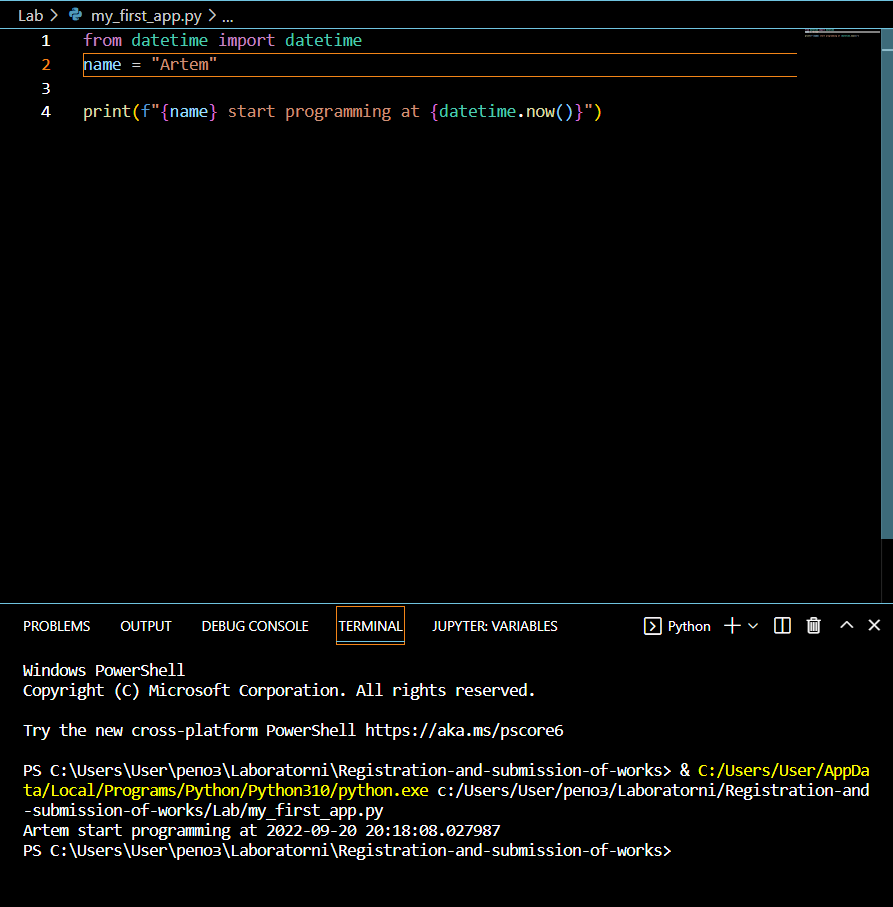 Lab > my_first_app.py > ...
1 from datetime import datetime
2 name = "Artem"
3
4 print(f"{name} start programming at {datetime.now()}")
PROBLEMS OUTPUT DEBUG CONSOLE TERMINAL JUPYTER: VARIABLES Python
Windows PowerShell
Copyright (C) Microsoft Corporation. All rights reserved.
Try the new cross-platform PowerShell https://aka.ms/pscore6
PS C:\Users\User\репоз\Laboratorni\Registration-and-submission-of-works> & C:/Users/User/AppDa
ta/Local/Programs/Python/Python310/python.exe c:/Users/User/репоз/Laboratorni/Registration-and
-submission-of-works/Lab/my_first_app.py
Artem start programming at 2022-09-20 20:18:08.027987
PS C:\Users\User\репоз\Laboratorni\Registration-and-submission-of-works>